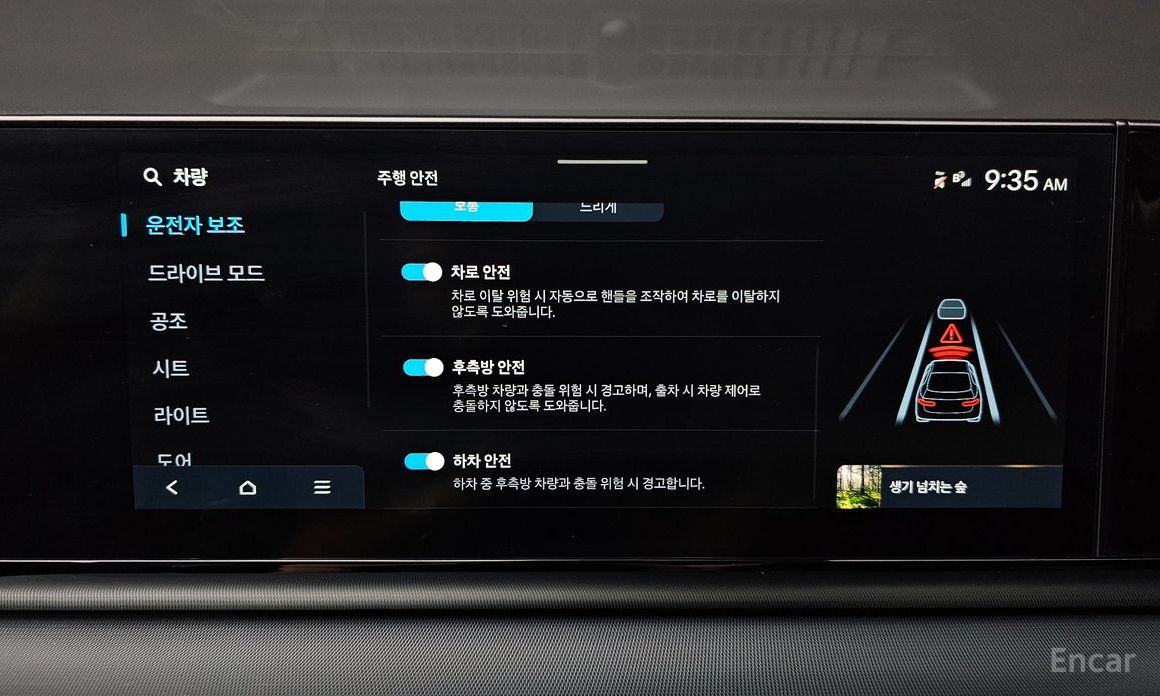 차량
주행 안전
9:35 AM
운전자 보조
드라이브 모드
공조
시트
라이트
도어
보통
느리게
차로 안전
차로 이탈 위험 시 자동으로 핸들을 조작하여 차로를 이탈하지
않도록 도와줍니다.
후측방 안전
후측방 차량과 충돌 위험 시 경고하며, 출차 시 차량 제어로
충돌하지 않도록 도와줍니다.
하차 안전
하차 중 후측방 차량과 충돌 위험 시 경고합니다.
생기 넘치는 숲
Encar